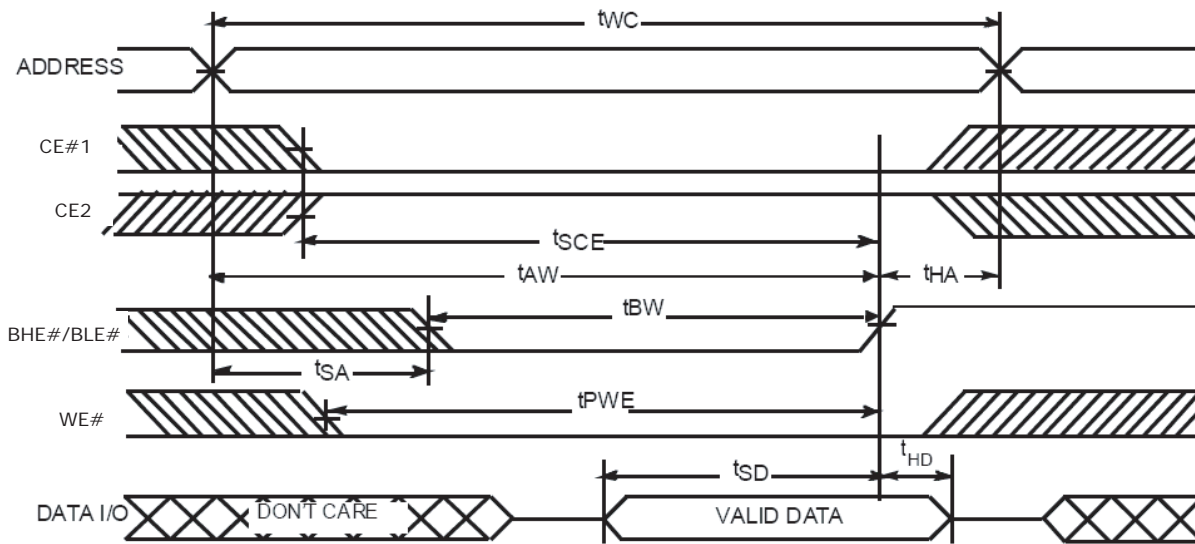 tWC
ADDRESS
CE#1
CE2
tSCE
tAW
tHA
tBW
BHE#/BLE#
tSA
tPWE
WE#
tSD
tHD
DATA I/O
DON'T CARE
VALID DATA